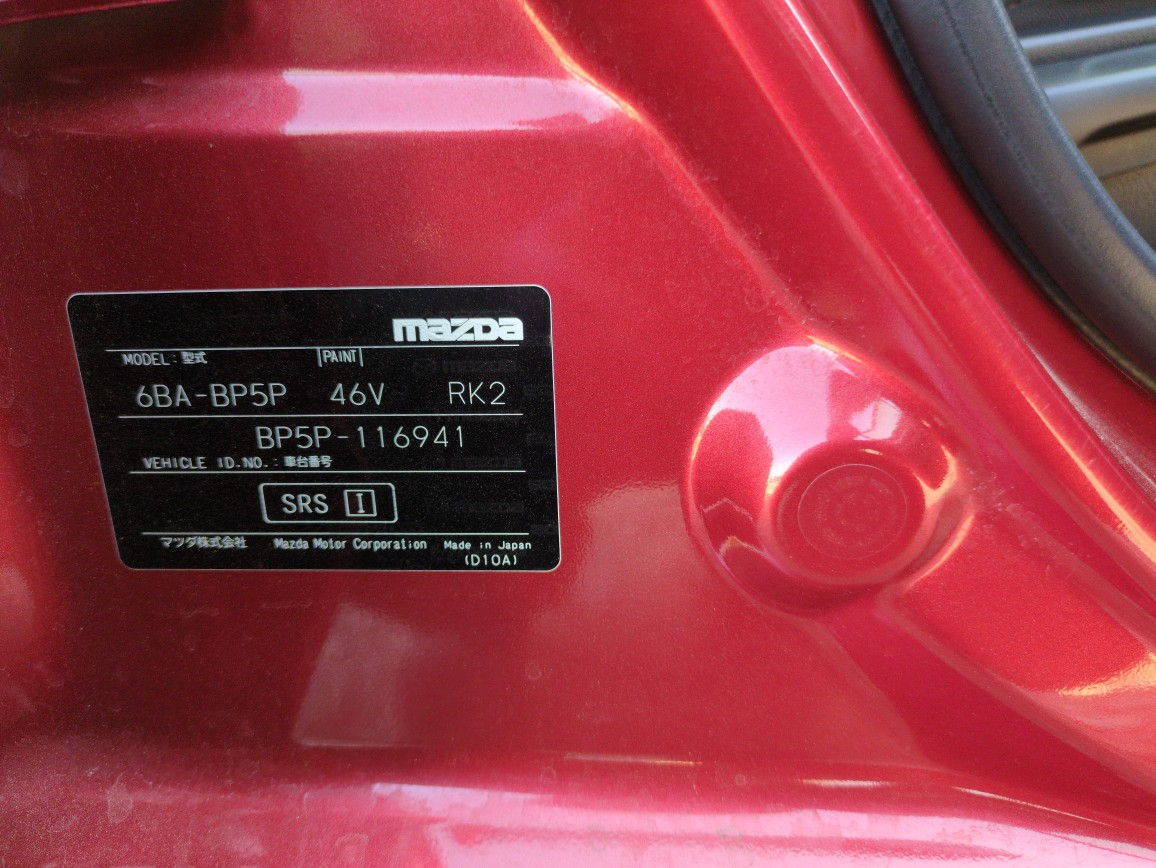 mazda
MODEL : 型式 |PAINT|
6BA-BP5P 46V RK2
BP5P-116941
VEHICLE ID.NO. : 車台番号
SRS I
マツダ株式会社 Mazda Motor Corporation Made in Japan
(D10A)